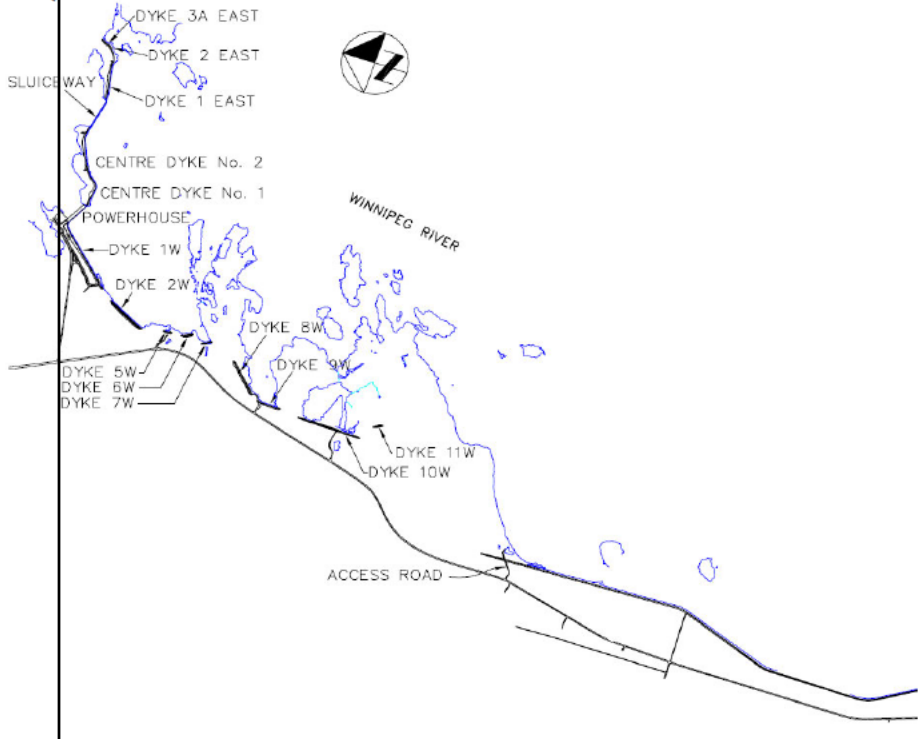 DYKE 3A EAST
DYKE 2 EAST
SLUICEWAY
DYKE 1 EAST
CENTRE DYKE No. 2
CENTRE DYKE No. 1
POWERHOUSE
WINNIPEG RIVER
DYKE 1W
DYKE 2W
DYKE 8W
DYKE 9W
DYKE 5W
DYKE 6W
DYKE 7W
DYKE 11W
DYKE 10W
ACCESS ROAD